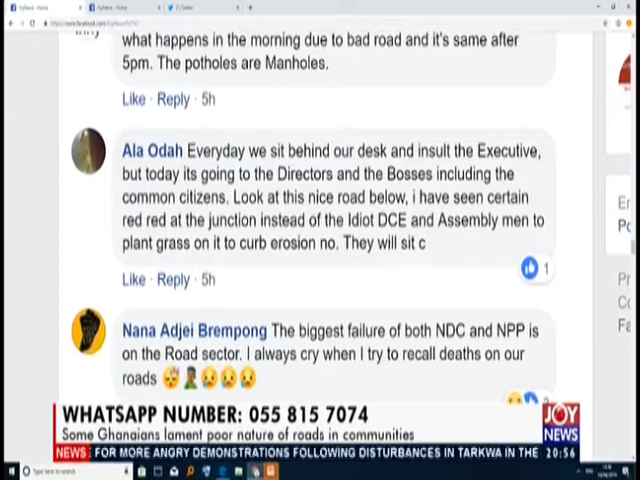 what happens in the morning due to bad road and it's same after
5pm. The potholes are Manholes.
Like · Reply · 5h
Ala Odah Everyday we sit behind our desk and insult the Executive,
but today its going to the Directors and the Bosses including the
common citizens. Look at this nice road below, i have seen certain
red red at the junction instead of the Idiot DCE and Assembly men to
plant grass on it to curb erosion no. They will sit c
1
Like · Reply · 5h
Nana Adjei Brempong The biggest failure of both NDC and NPP is
on the Road sector. I always cry when I try to recall deaths on our
roads 😴🤦😢😢😢
WHATSAPP NUMBER: 055 815 7074
Some Ghanaians lament poor nature of roads in communities
JOY
NEWS
NEWS FOR MORE ANGRY DEMONSTRATIONS FOLLOWING DISTURBANCES IN TARKWA IN THE 20:56
Type here to search